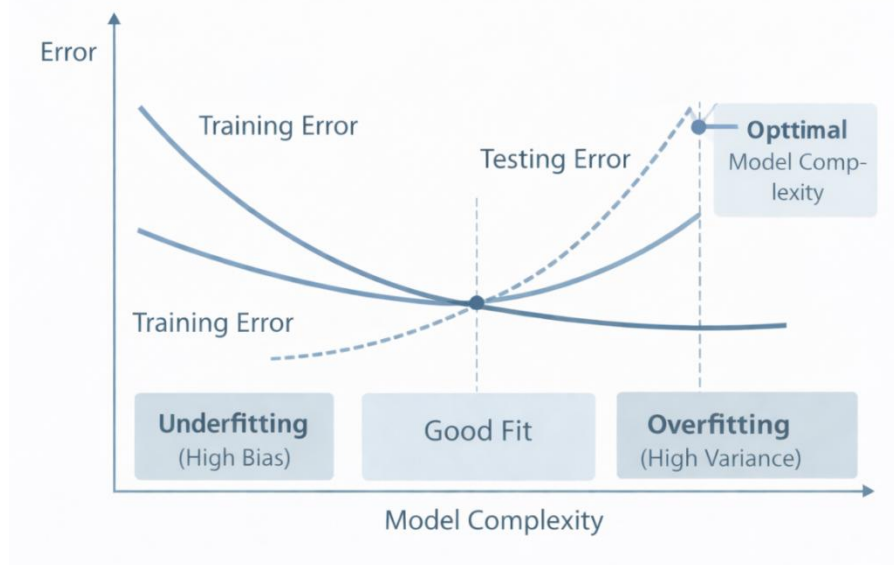 Error
Training Error
Testing Error
Opttimal
Model Comp-
lexity
Training Error
Underfitting
(High Bias)
Good Fit
Overfitting
(High Variance)
Model Complexity